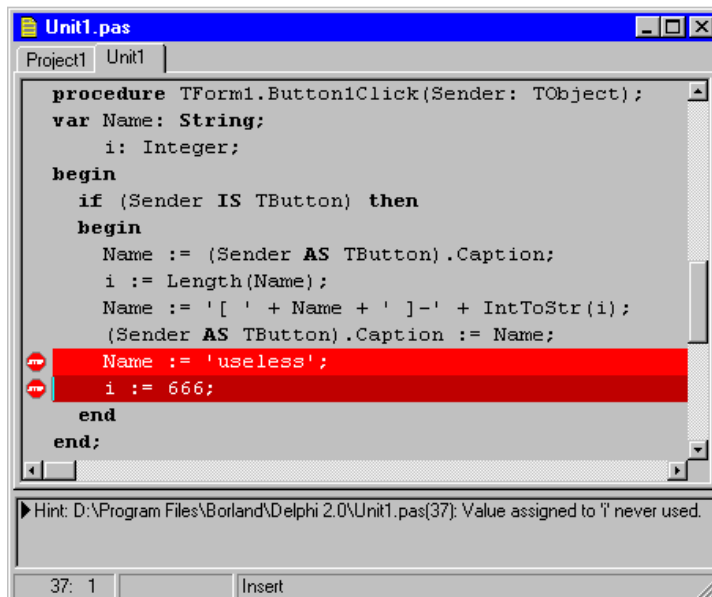 Unit1.pas
Project1 Unit1
procedure TForm1.Button1Click(Sender: TObject);
var Name: String;
i: Integer;
begin
if (Sender IS TButton) then
begin
Name := (Sender AS TButton).Caption;
i := Length(Name);
Name := '[ ' + Name + ' ]-' + IntToStr(i);
(Sender AS TButton).Caption := Name;
STOP Name := 'useless';
STOP i := 666;
end
end;
Hint: D:\Program Files\Borland\Delphi 2.0\Unit1.pas(37): Value assigned to 'i' never used.
37: 1 Insert